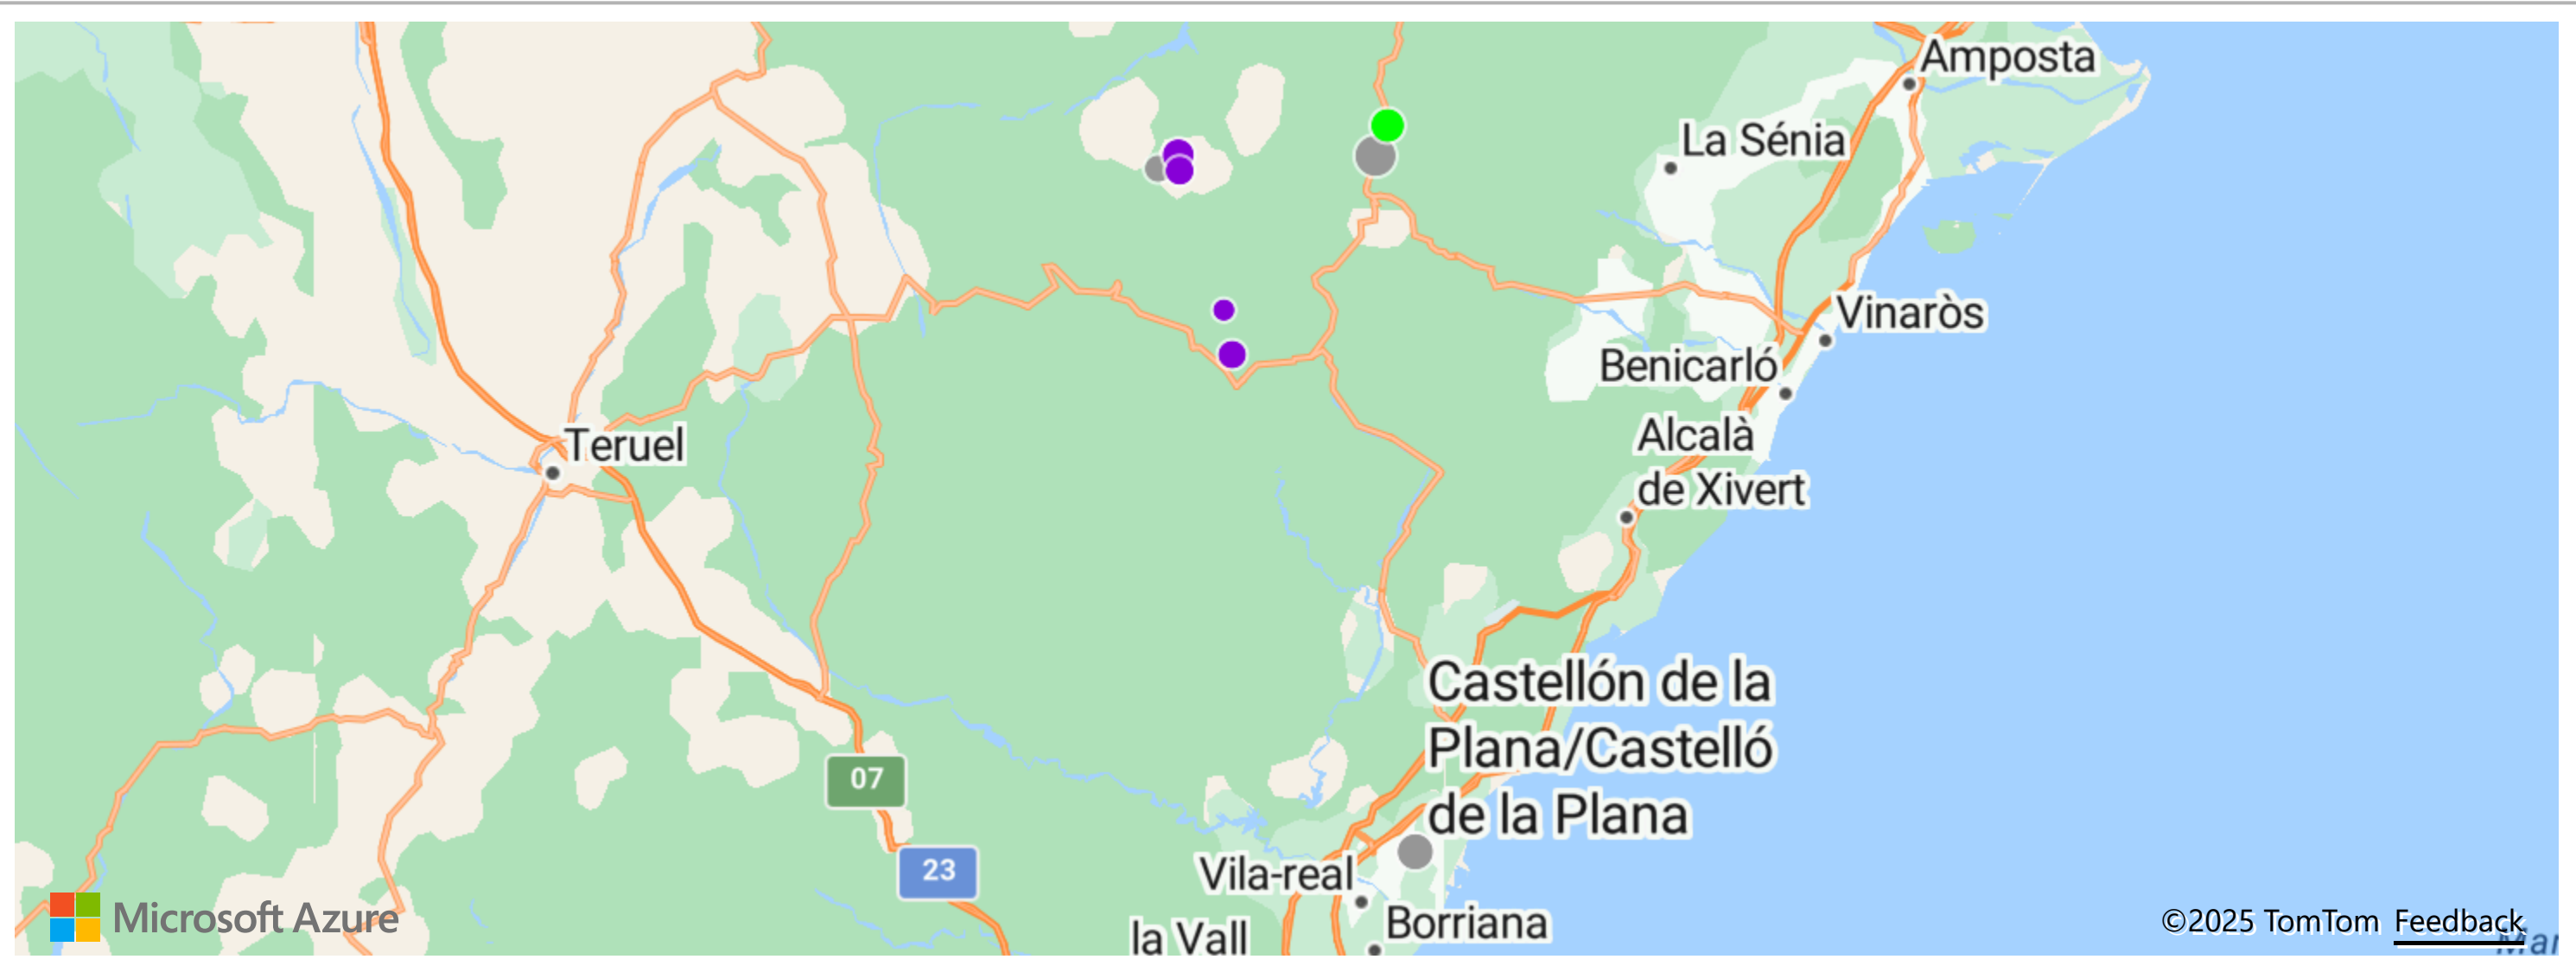 Amposta
La Sénia
Vinaròs
Benicarló
Alcalà
de Xivert
Teruel
Castellón de la
Plana/Castelló
de la Plana
07
23
Vila-real
Borriana
la Vall
Microsoft Azure
©2025 TomTom Feedback
Mar